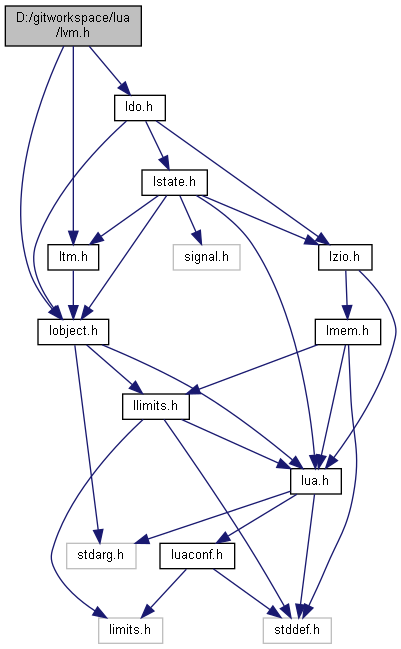 D:/gitworkspace/lua
/lvm.h
ldo.h
lstate.h
ltm.h
signal.h
lzio.h
lobject.h
lmem.h
llimits.h
lua.h
stdarg.h
luaconf.h
limits.h
stddef.h